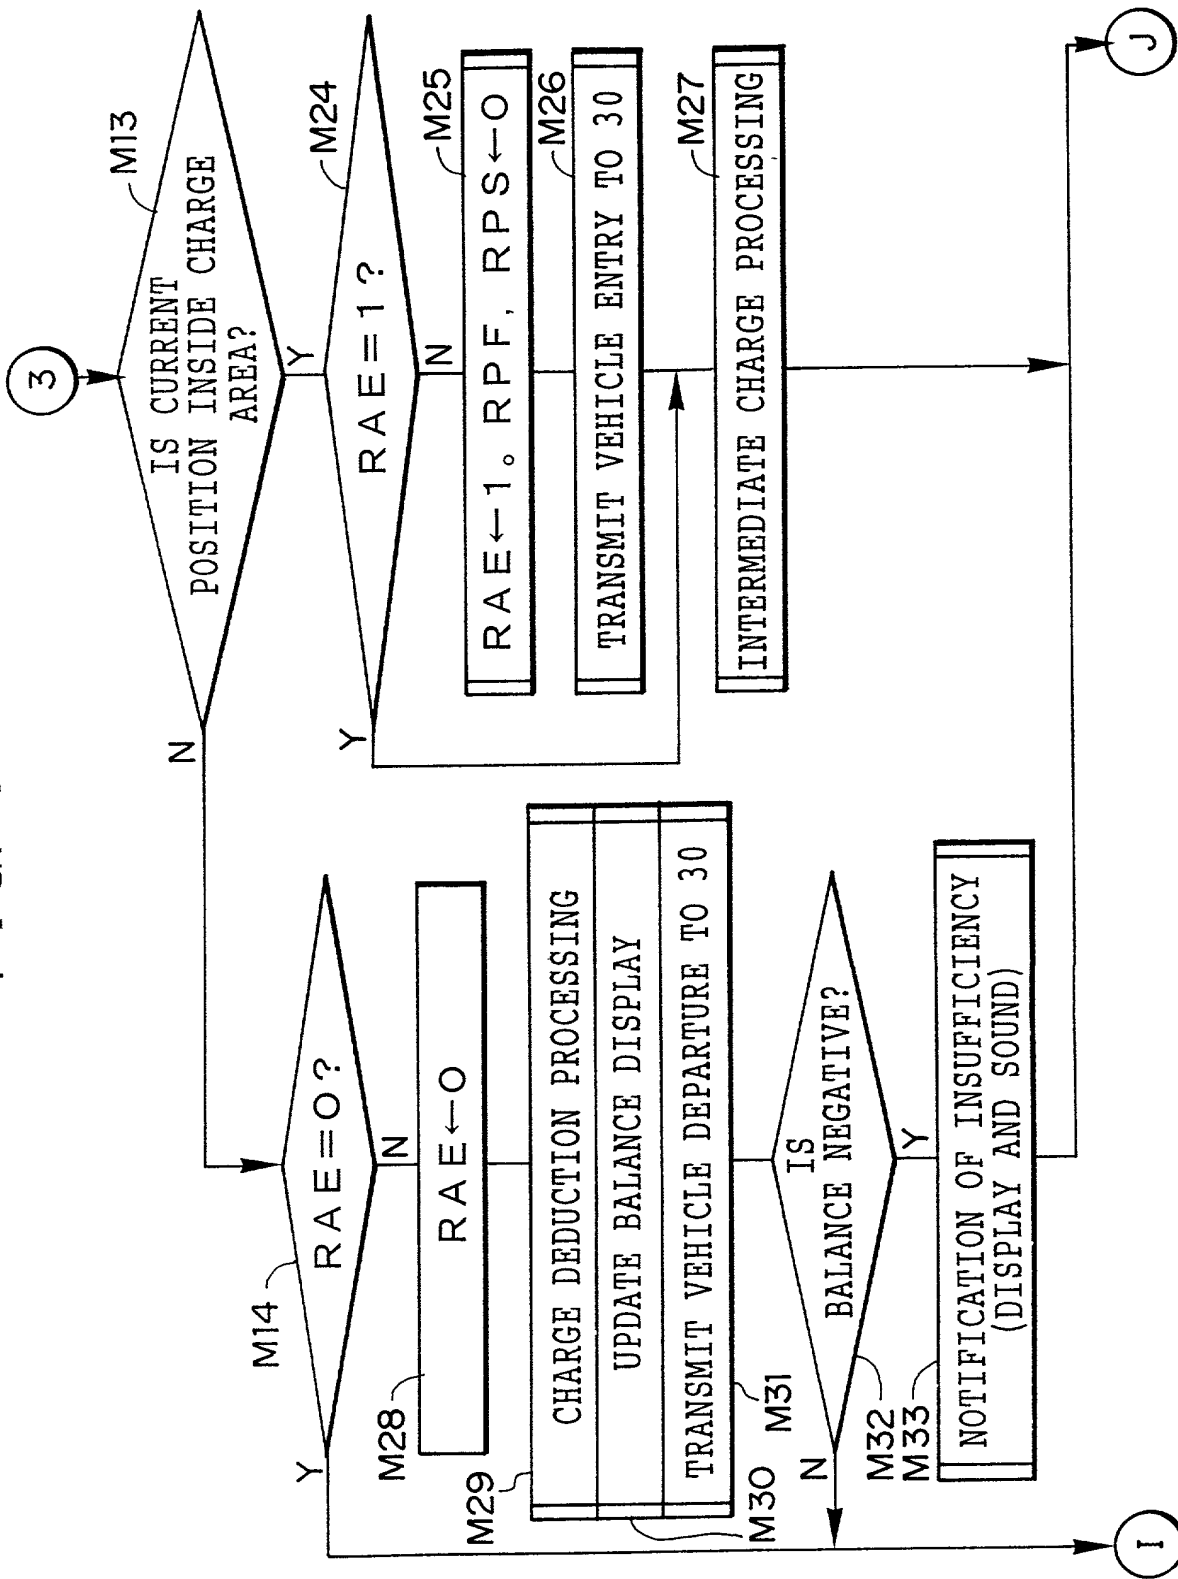 3
M13
IS CURRENT
POSITION INSIDE CHARGE
AREA?
N
Y
M14
RAE=0?
Y
N
M24
RAE=1?
Y
N
M28
RAE←0
M25
RAE←1。RPF, RPS←0
M29
CHARGE DEDUCTION PROCESSING
UPDATE BALANCE DISPLAY
TRANSMIT VEHICLE DEPARTURE TO 30
M30
M31
M26
TRANSMIT VEHICLE ENTRY TO 30
M27
INTERMEDIATE CHARGE PROCESSING
IS
BALANCE NEGATIVE?
N
Y
M32
M33
NOTIFICATION OF INSUFFICIENCY
(DISPLAY AND SOUND)
I
J